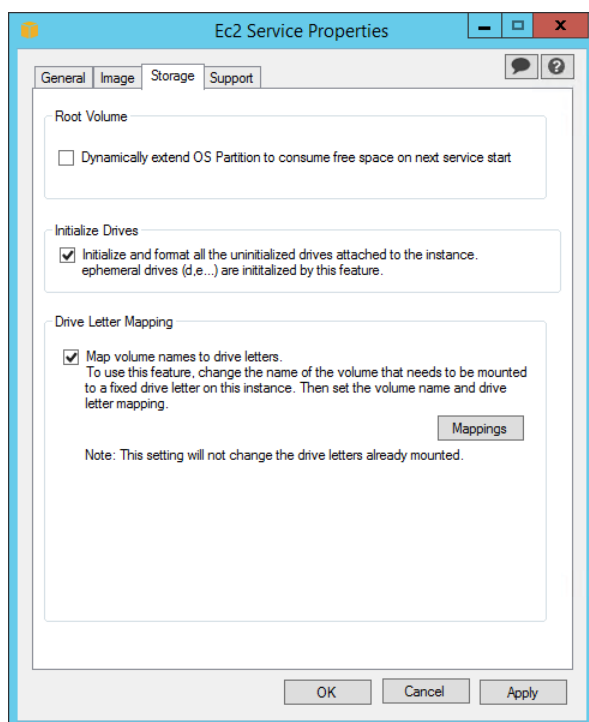 Ec2 Service Properties
General Image Storage Support
Root Volume
Dynamically extend OS Partition to consume free space on next service start
Initialize Drives
Initialize and format all the uninitialized drives attached to the instance.
ephemeral drives (d,e...) are inititalized by this feature.
Drive Letter Mapping
Map volume names to drive letters.
To use this feature, change the name of the volume that needs to be mounted
to a fixed drive letter on this instance. Then set the volume name and drive
letter mapping.
Mappings
Note: This setting will not change the drive letters already mounted.
OK Cancel Apply